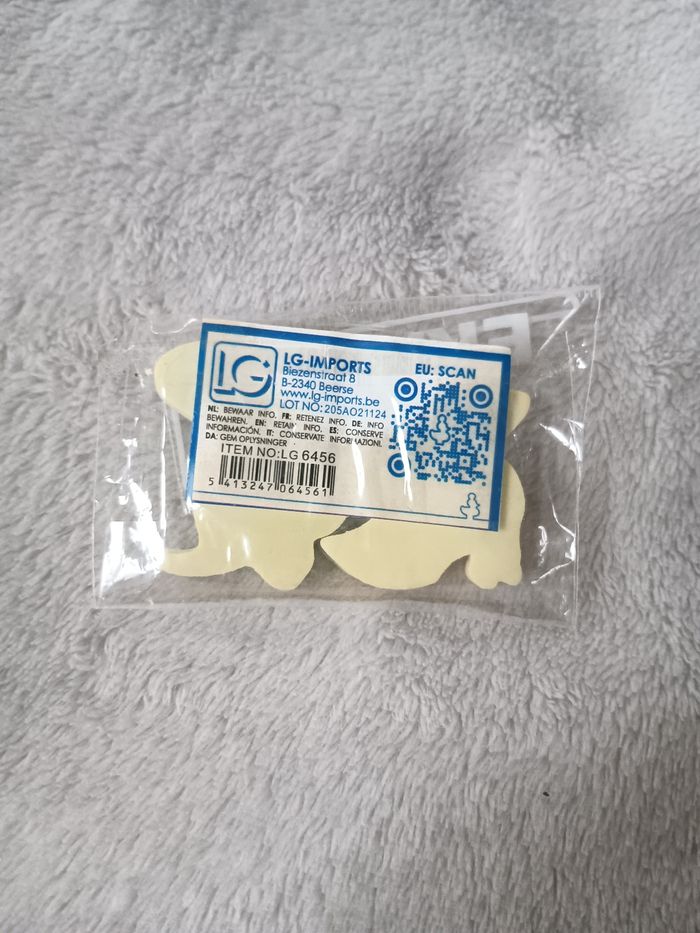 LG
LG-IMPORTS
Biezenstraat 8
B-2340 Beerse
www.lg-imports.be
LOT NO: 205AO21124
EU: SCAN
NL: BEWAAR INFO. FR: RETENEZ INFO. DE: INFO
BEWAHREN. EN: RETAIN INFO. ES: CONSERVE
INFORMACIÓN. IT: CONSERVATE INFORMAZIONI.
DA: GEM OPLYSNINGER
ITEM NO: LG 6456
5 413247 064561